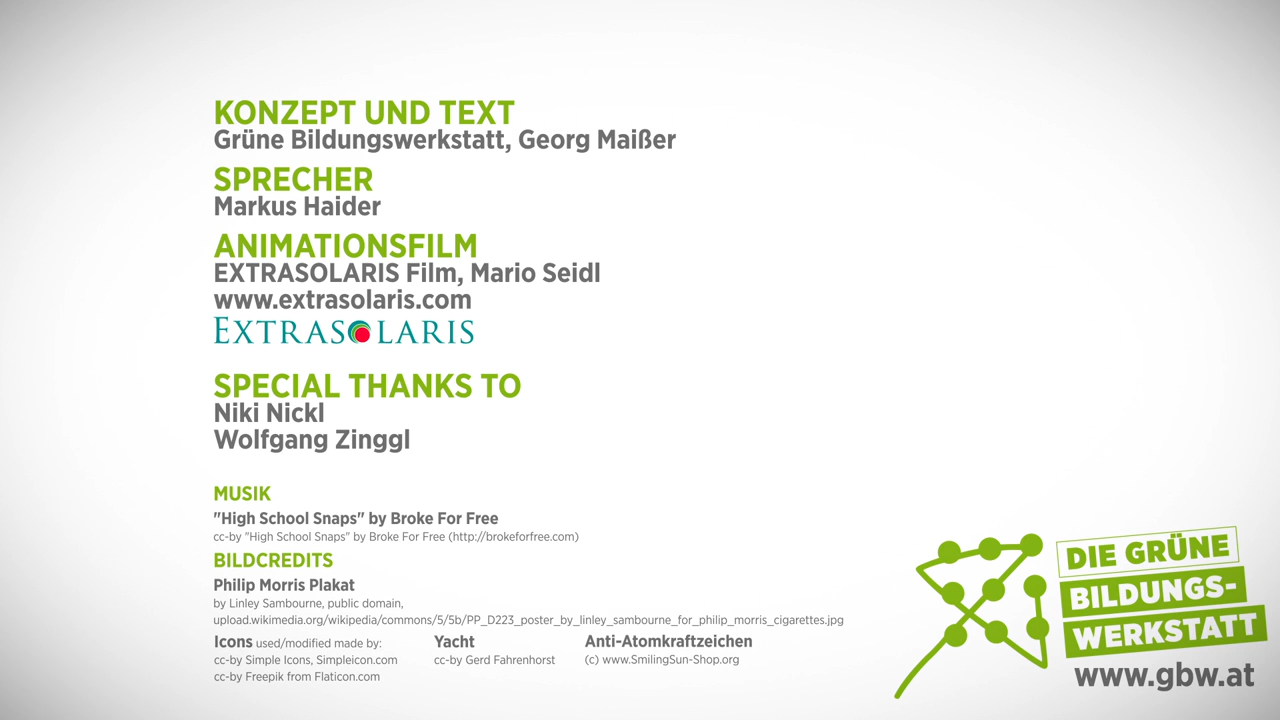 KONZEPT UND TEXT
Grüne Bildungswerkstatt, Georg Maißer
SPRECHER
Markus Haider
ANIMATIONSFILM
EXTRASOLARIS Film, Mario Seidl
www.extrasolaris.com
EXTRASOLARIS
SPECIAL THANKS TO
Niki Nickl
Wolfgang Zinggl
MUSIK
"High School Snaps" by Broke For Free
cc-by "High School Snaps" by Broke For Free (http://brokeforfree.com)
BILDCREDITS
Philip Morris Plakat
by Linley Sambourne, public domain,
upload.wikimedia.org/wikipedia/commons/5/5b/PP_D223_poster_by_linley_sambourne_for_philip_morris_cigarettes.jpg
Icons used/modified made by:
cc-by Simple Icons, Simpleicon.com
cc-by Freepik from Flaticon.com
Yacht
cc-by Gerd Fahrenhorst
Anti-Atomkraftzeichen
(c) www.SmilingSun-Shop.org
DIE GRÜNE
BILDUNGS-
WERKSTATT
www.gbw.at